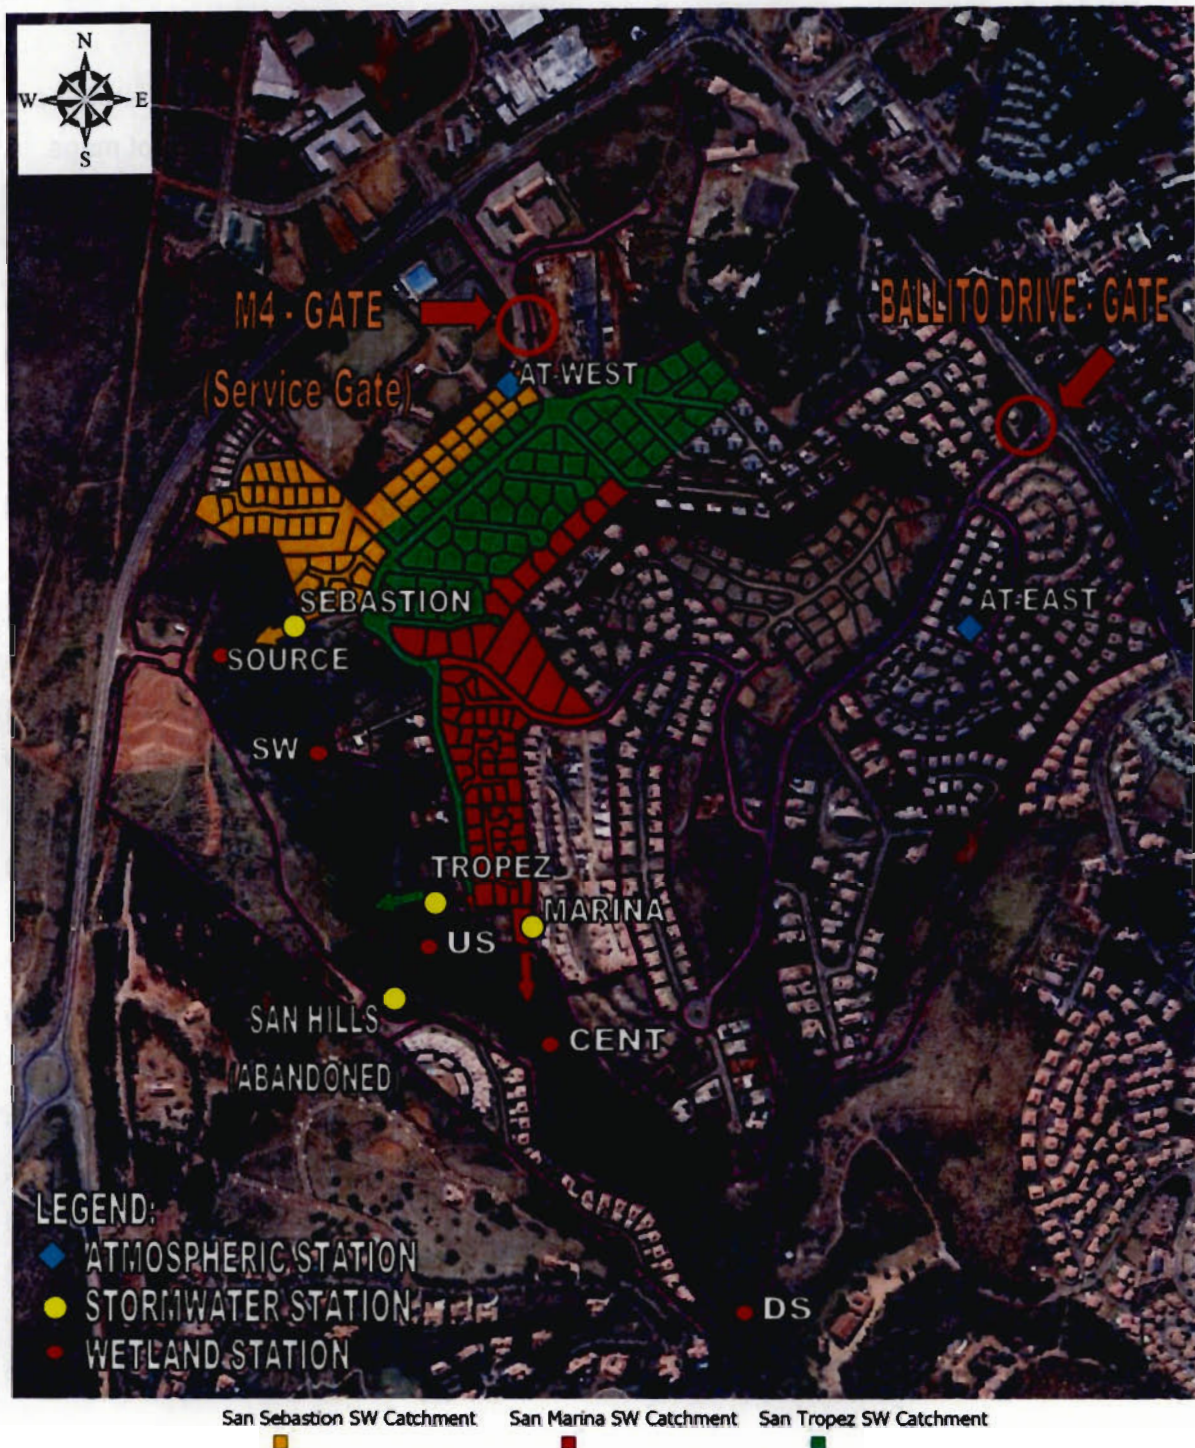 N
W E
S
M4 - GATE
BALLITO DRIVE - GATE
AT-WEST
(Service Gate)
SEBASTION
AT-EAST
SOURCE
SW
TROPEZ
MARINA
US
SAN HILLS
(ABANDONED)
CENT
LEGEND:
ATMOSPHERIC STATION
STORMWATER STATION
WETLAND STATION
DS
San Sebastion SW Catchment San Marina SW Catchment San Tropez SW Catchment